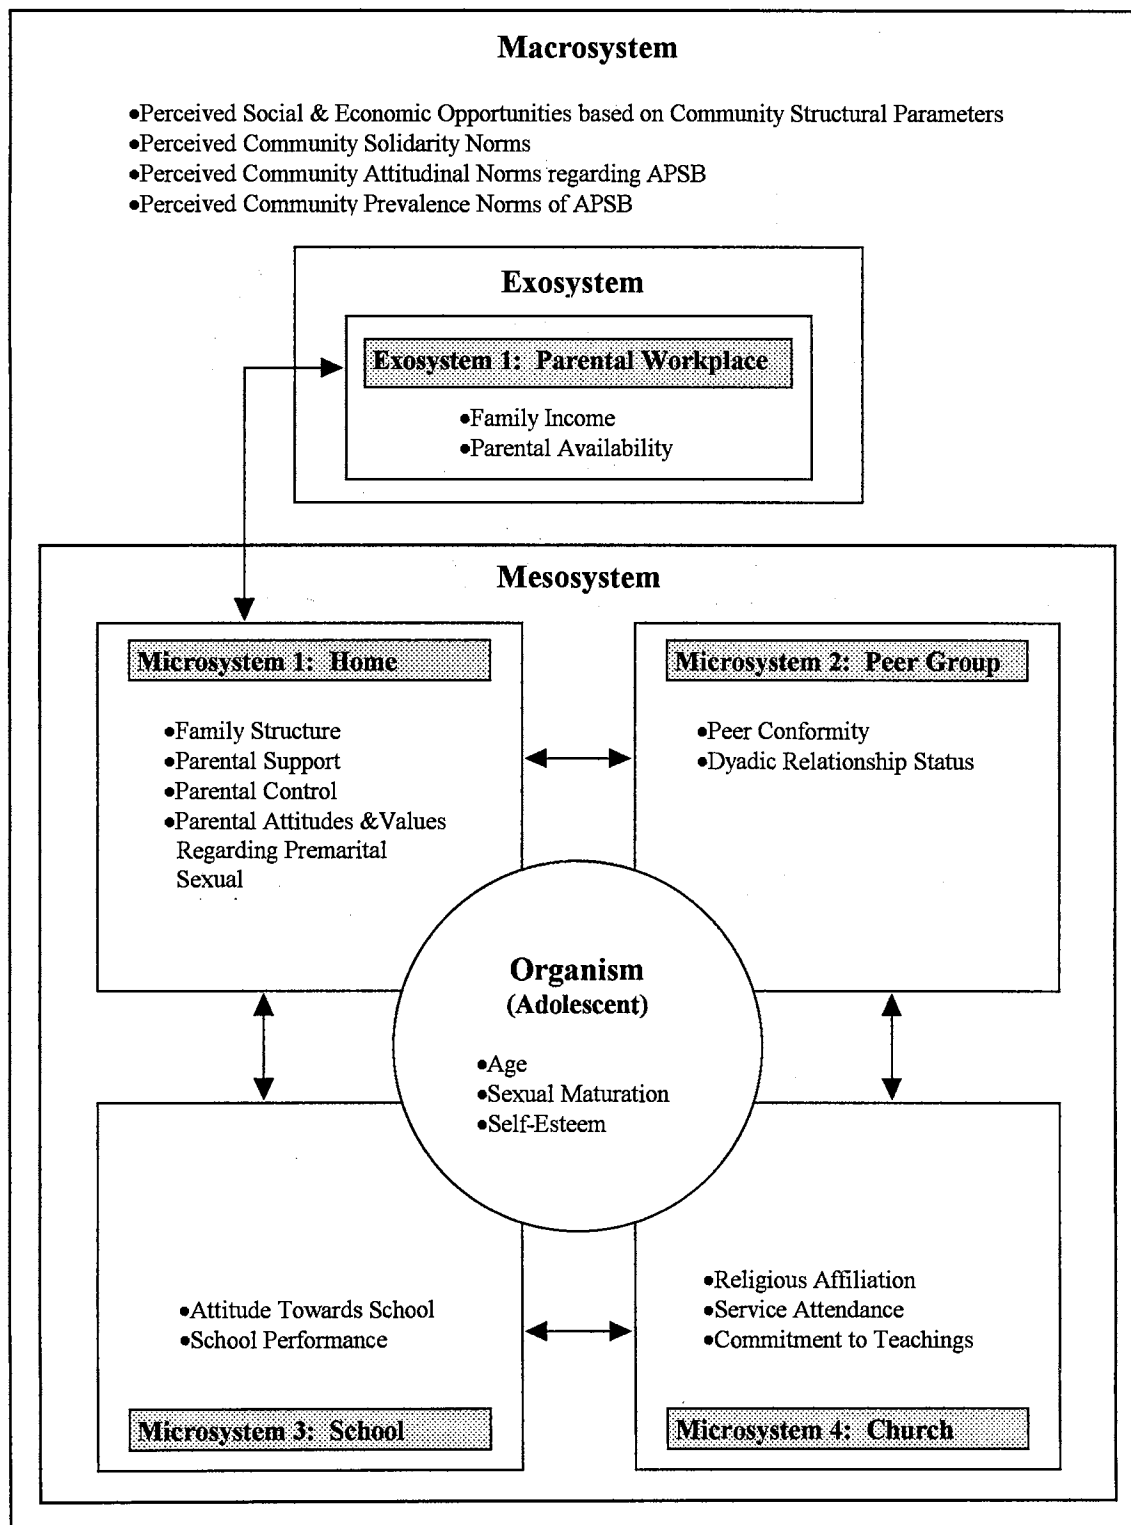 Macrosystem
•Perceived Social & Economic Opportunities based on Community Structural Parameters
•Perceived Community Solidarity Norms
•Perceived Community Attitudinal Norms regarding APSB
•Perceived Community Prevalence Norms of APSB
Exosystem
Exosystem 1: Parental Workplace
•Family Income
•Parental Availability
Mesosystem
Microsystem 1: Home
•Family Structure
•Parental Support
•Parental Control
•Parental Attitudes &Values
Regarding Premarital
Sexual
Microsystem 2: Peer Group
•Peer Conformity
•Dyadic Relationship Status
Organism
(Adolescent)
•Age
•Sexual Maturation
•Self-Esteem
•Attitude Towards School
•School Performance
Microsystem 3: School
•Religious Affiliation
•Service Attendance
•Commitment to Teachings
Microsystem 4: Church